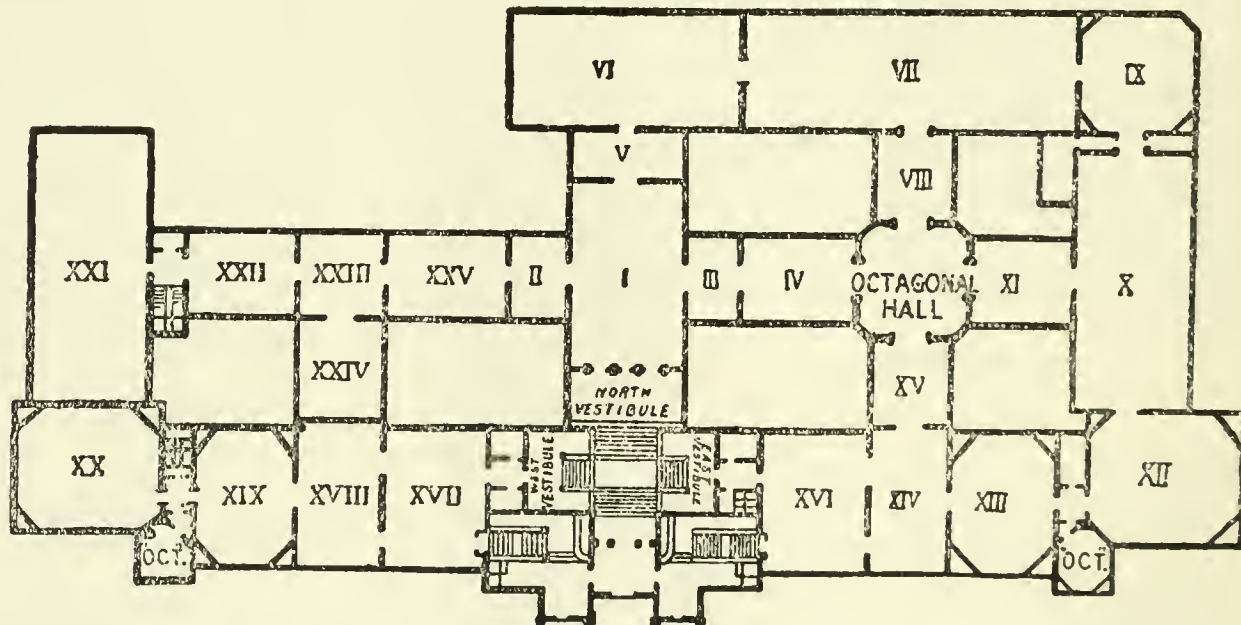 VI
VII
IX
V
VIII
XXI
XXII
XXIII
XXV
II
I
III
IV
OCTAGONAL
HALL
XI
X
XXIV
NORTH
VESTIBULE
XV
XX
XIX
XVIII
XVII
WEST
VESTIBULE
EAST
VESTIBULE
XVI
XIV
XIII
XII
OCT.
OCT.